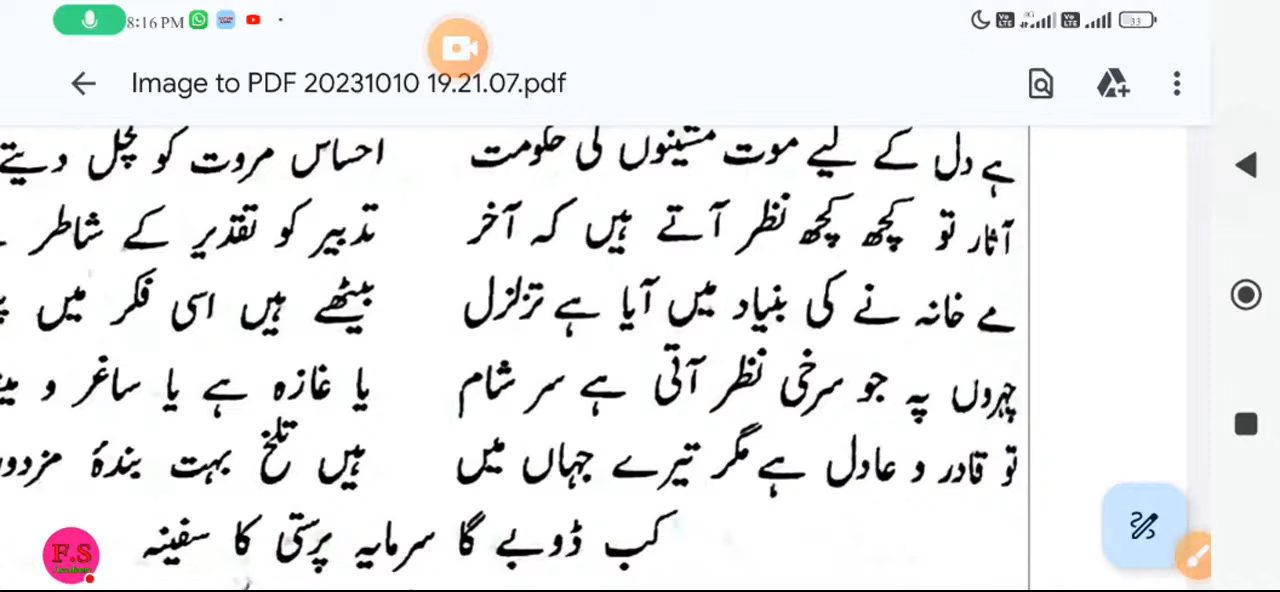 8:16 PM
33
Image to PDF 20231010 19.21.07.pdf
ہے دل کے لیے موت مشینوں کی حکومت احساس مروت کو کچل دیتے
آثار تو کچھ کچھ نظر آتے ہیں کہ آخر تدبیر کو تقدیر کے شاطر
مے خانہ نے کی بنیاد میں آیا ہے تزلزل بیٹھے ہیں اسی فکر میں
چہروں پہ جو سرخی نظر آتی ہے سر شام یا غازہ ہے یا ساغر و
تو قادر و عادل ہے مگر تیرے جہاں میں ہیں تلخ بہت بندۂ
کب ڈوبے گا سرمایہ پرستی کا سفینہ
F.S